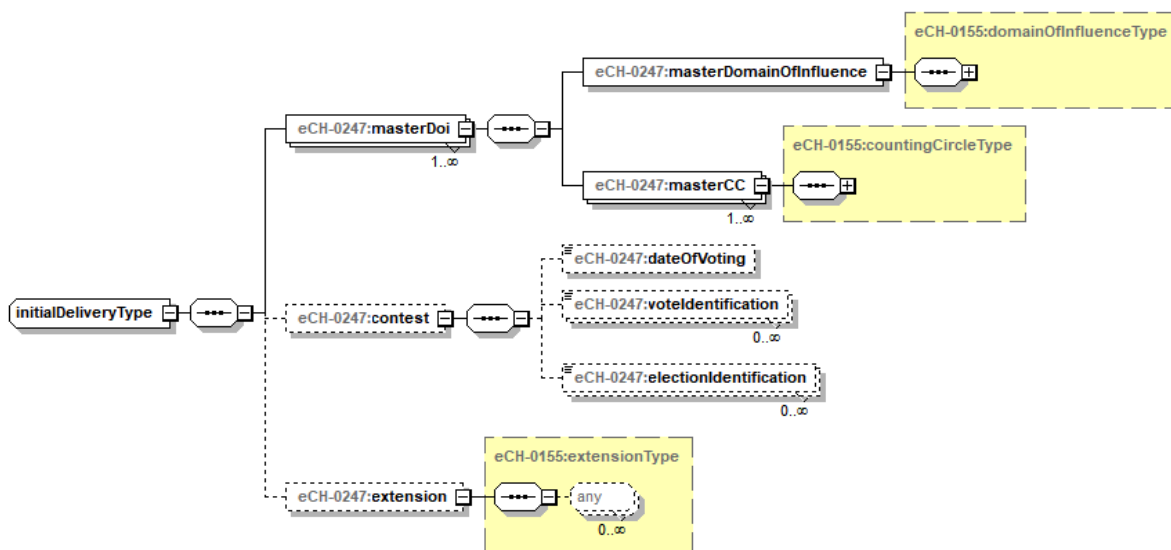 eCH-0155:domainOfInfluenceType
eCH-0247:masterDomainOfInfluence
eCH-0247:masterDoi
1..∞
eCH-0155:countingCircleType
eCH-0247:masterCC
1..∞
eCH-0247:dateOfVoting
initialDeliveryType
eCH-0247:contest
eCH-0247:voteIdentification
0..∞
eCH-0247:electionIdentification
0..∞
eCH-0155:extensionType
eCH-0247:extension
any
0..∞